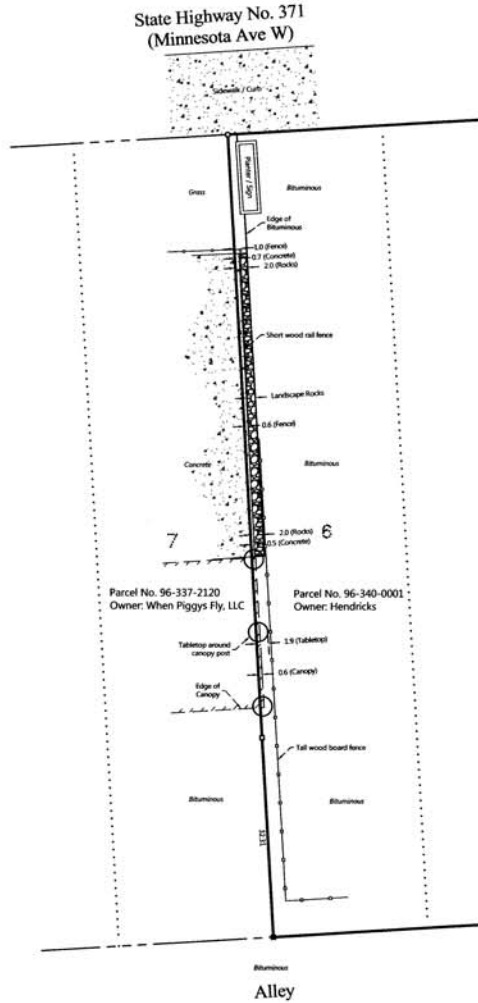 State Highway No. 371
(Minnesota Ave W)
Sidewalk / Curb
Grass
Planter / Sign
Bituminous
Edge of
Bituminous
1.0 (Fence)
0.7 (Concrete)
2.0 (Rocks)
Short wood rail fence
Landscape Rocks
0.6 (Fence)
Concrete
Bituminous
7
2.0 (Rocks)
6
0.5 (Concrete)
Parcel No. 96-337-2120
Owner: When Piggys Fly, LLC
Parcel No. 96-340-0001
Owner: Hendricks
Tabletop around
canopy post
1.9 (Tabletop)
0.6 (Canopy)
Edge of
Canopy
Tall wood board fence
Bituminous
Bituminous
32.31
Bituminous
Alley